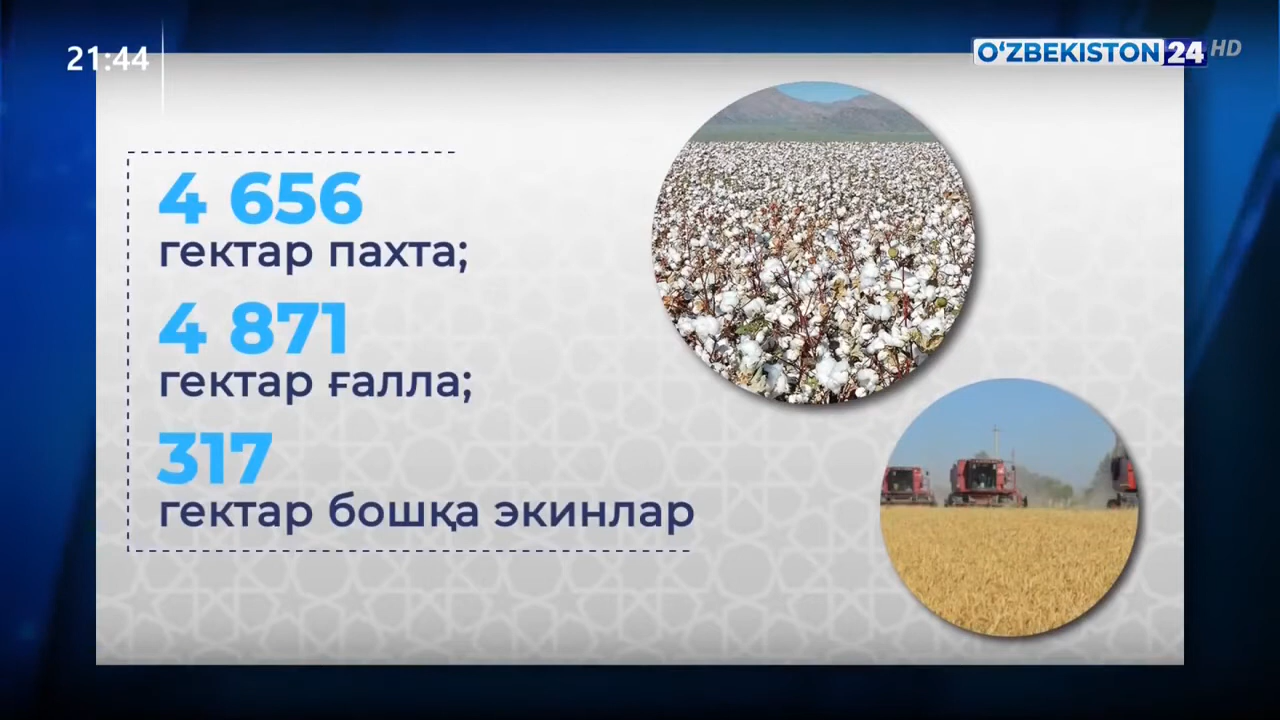 21:44
O‘ZBEKISTON 24 HD
4 656
гектар пахта;
4 871
гектар ғалла;
317
гектар бошқа экинлар